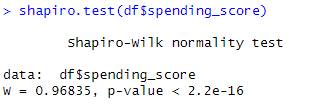 > shapiro.test(df$spending_score)
Shapiro-Wilk normality test
data: df$spending_score
W = 0.96835, p-value < 2.2e-16